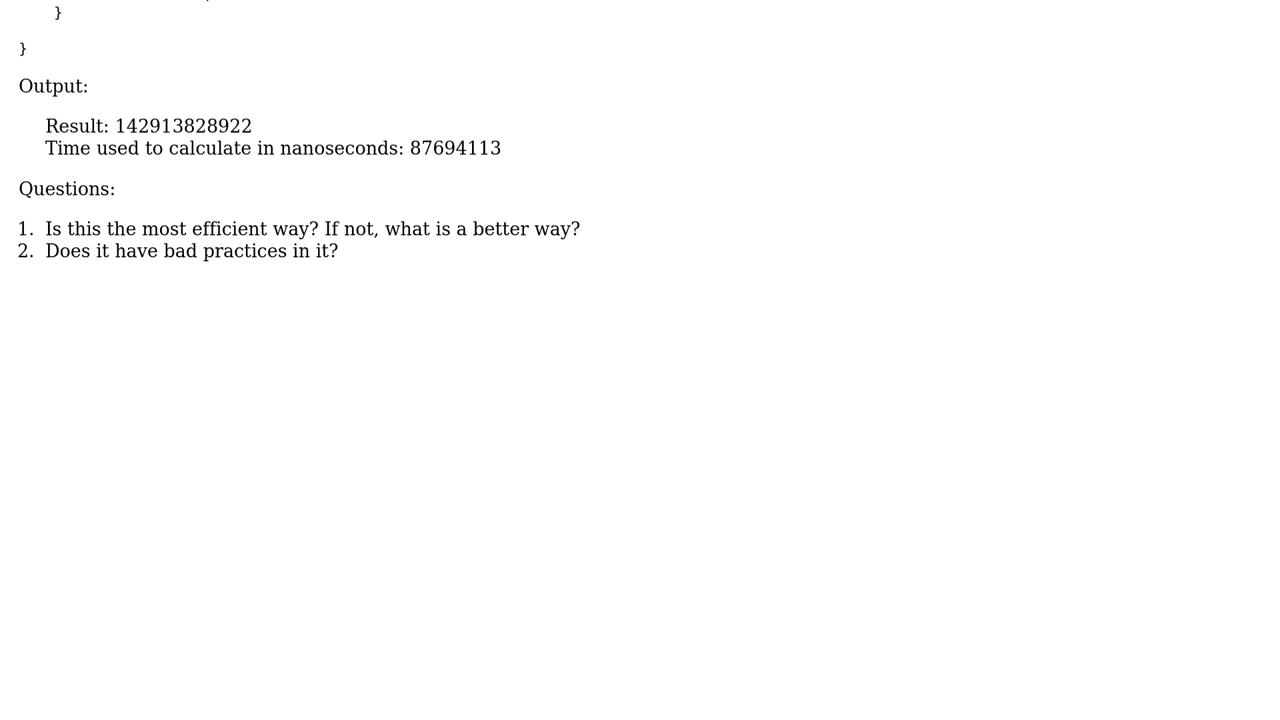 }
}
Output:
Result: 142913828922
Time used to calculate in nanoseconds: 87694113
Questions:
1. Is this the most efficient way? If not, what is a better way?
2. Does it have bad practices in it?